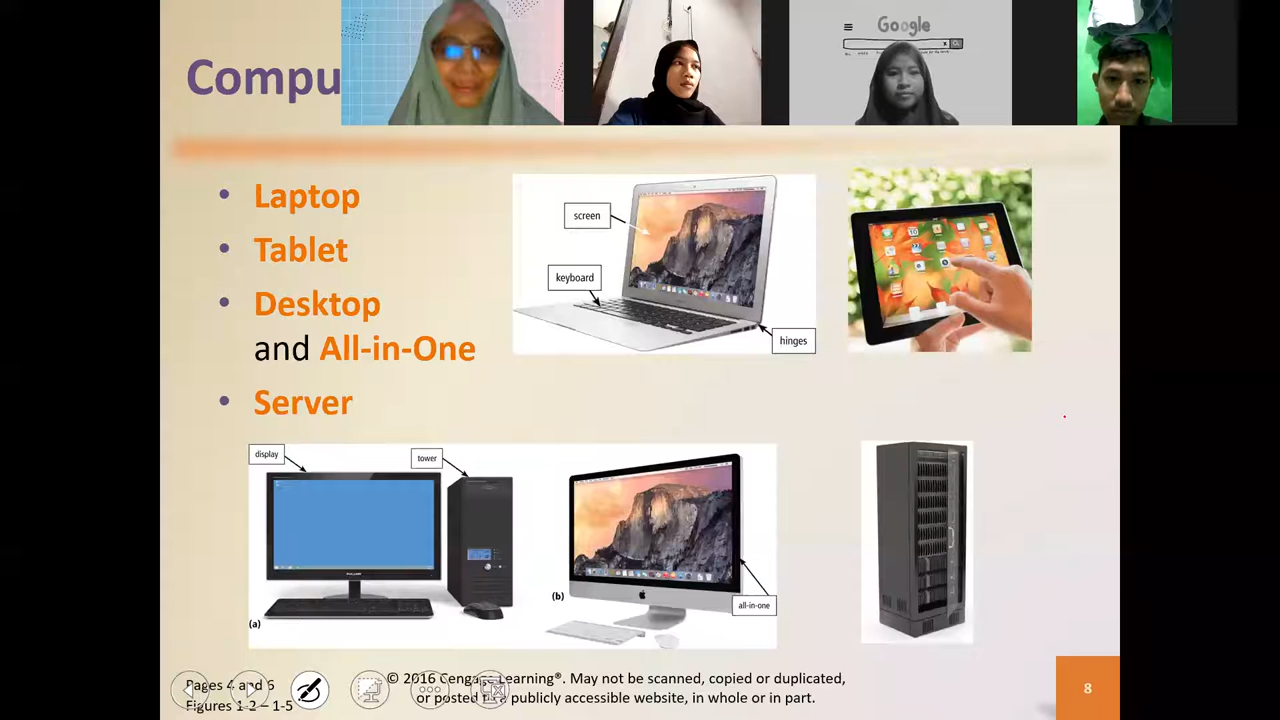 Compu
Google
• Laptop
• Tablet
• Desktop
and All-in-One
• Server
screen
keyboard
hinges
display
tower
(a)
(b)
all-in-one
Pages 4 and 6
Figures 1-2 – 1-5
© 2016 Cengage Learning®. May not be scanned, copied or duplicated,
or posted publicly accessible website, in whole or in part.
8